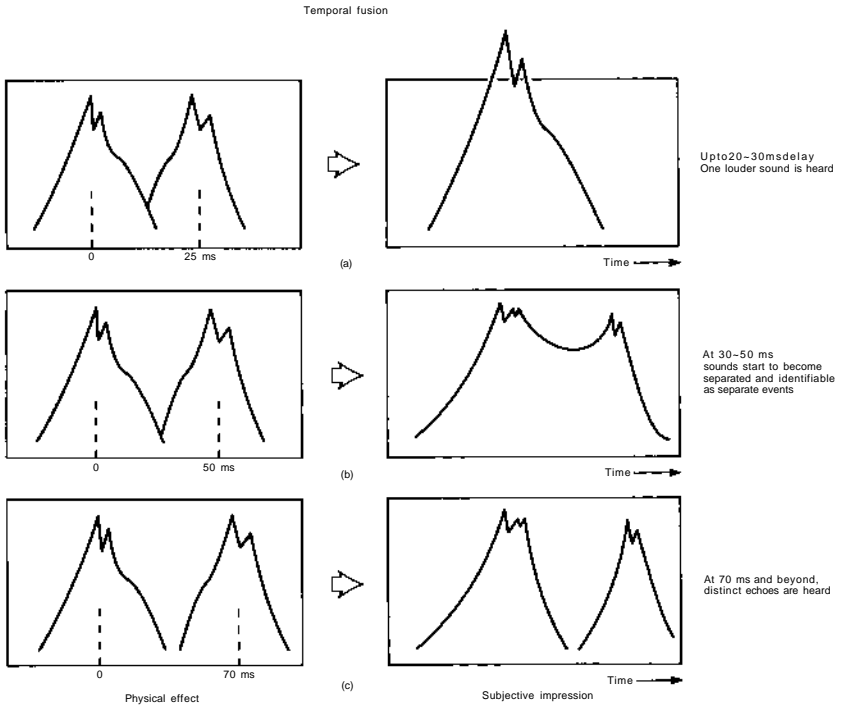 Temporal fusion
Upto20~30msdelay
One louder sound is heard
0
25 ms
(a)
Time
At 30~50 ms
sounds start to become
separated and identifiable
as separate events
0
50 ms
(b)
Time
At 70 ms and beyond,
distinct echoes are heard
0
70 ms
(c)
Time
Physical effect
Subjective impression